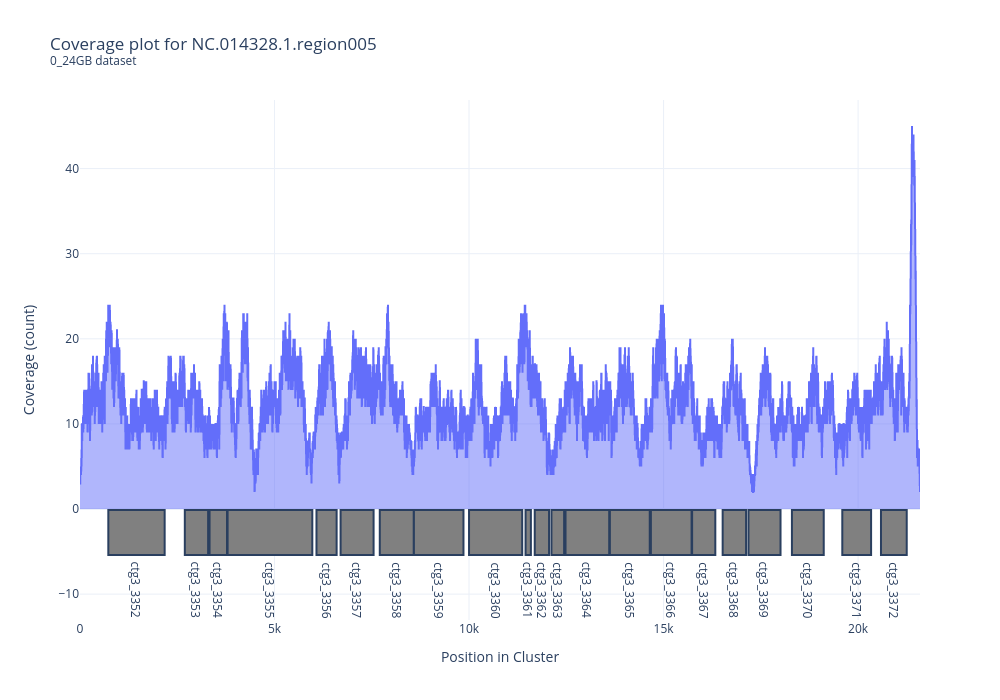 Coverage plot for NC.014328.1.region005
0_24GB dataset
Coverage (count)
40
30
20
10
0
−10
ctg3_3352
ctg3_3353
ctg3_3354
ctg3_3355
ctg3_3356
ctg3_3357
ctg3_3358
ctg3_3359
ctg3_3360
ctg3_3361
ctg3_3362
ctg3_3363
ctg3_3364
ctg3_3365
ctg3_3366
ctg3_3367
ctg3_3368
ctg3_3369
ctg3_3370
ctg3_3371
ctg3_3372
0 5k 10k 15k 20k
Position in Cluster